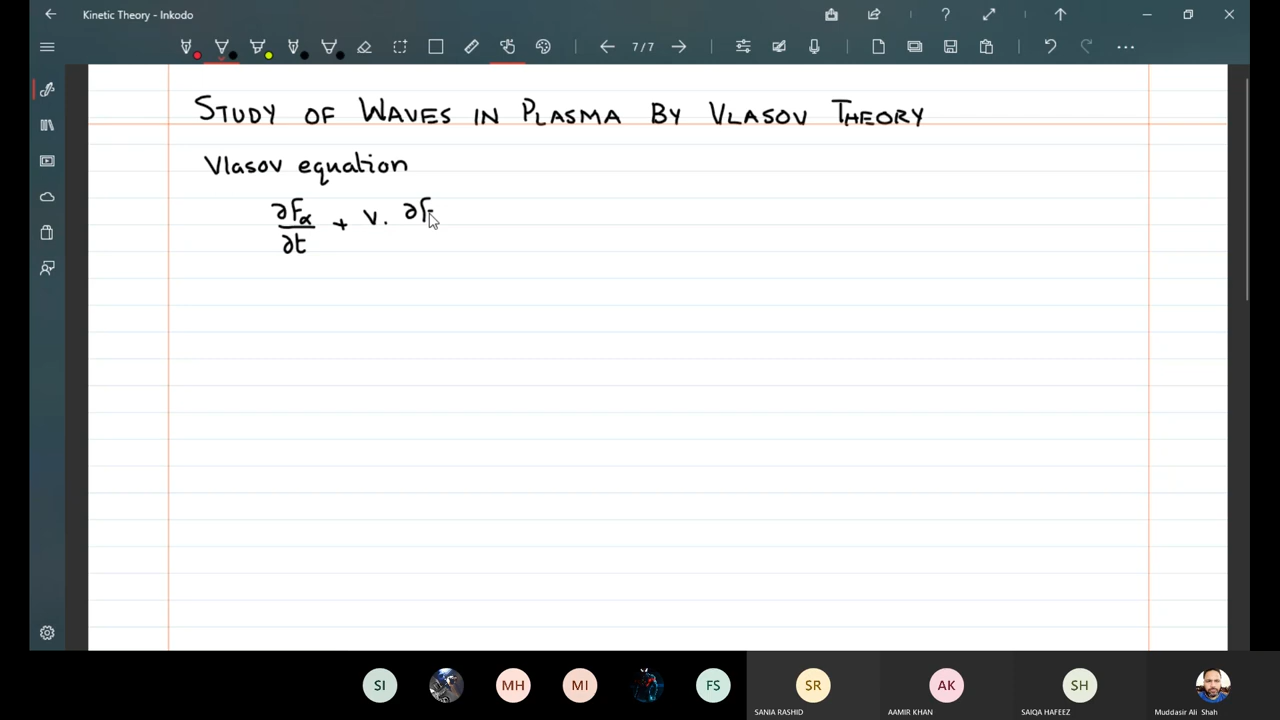 Kinetic Theory - Inkodo
7/7
STUDY OF WAVES IN PLASMA BY VLASOV THEORY
Vlasov equation
∂Fα/∂t + V. ∂F
SI MH MI FS SR AK SH
SANIA RASHID AAMIR KHAN SAIQA HAFEEZ Muddasir Ali Shah